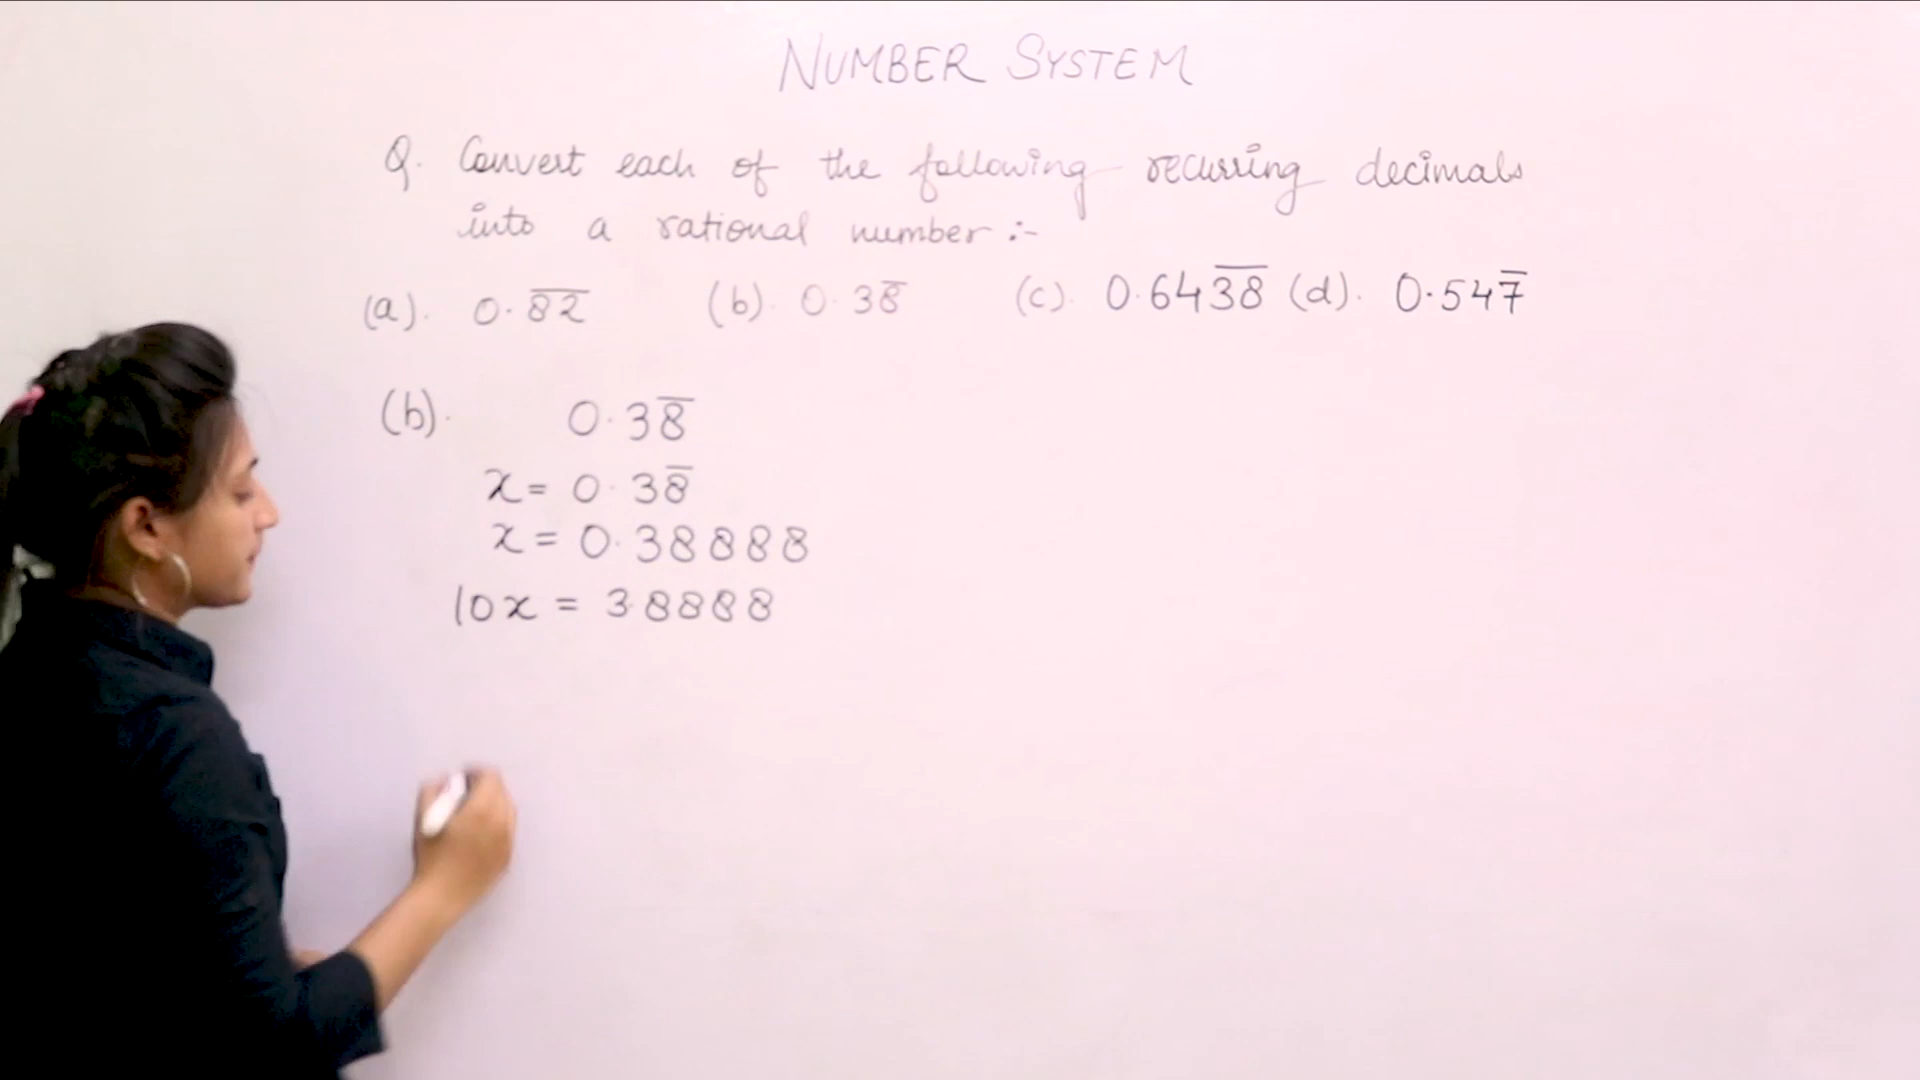 NUMBER SYSTEM
Q. Convert each of the following recurring decimals
into a rational number :-
(a). 0.8̅2̅ (b). 0.38̅ (c). 0.643̅8̅ (d). 0.547̅
(b). 0.38̅
x = 0.38̅
x = 0.38888
10x = 3.8888